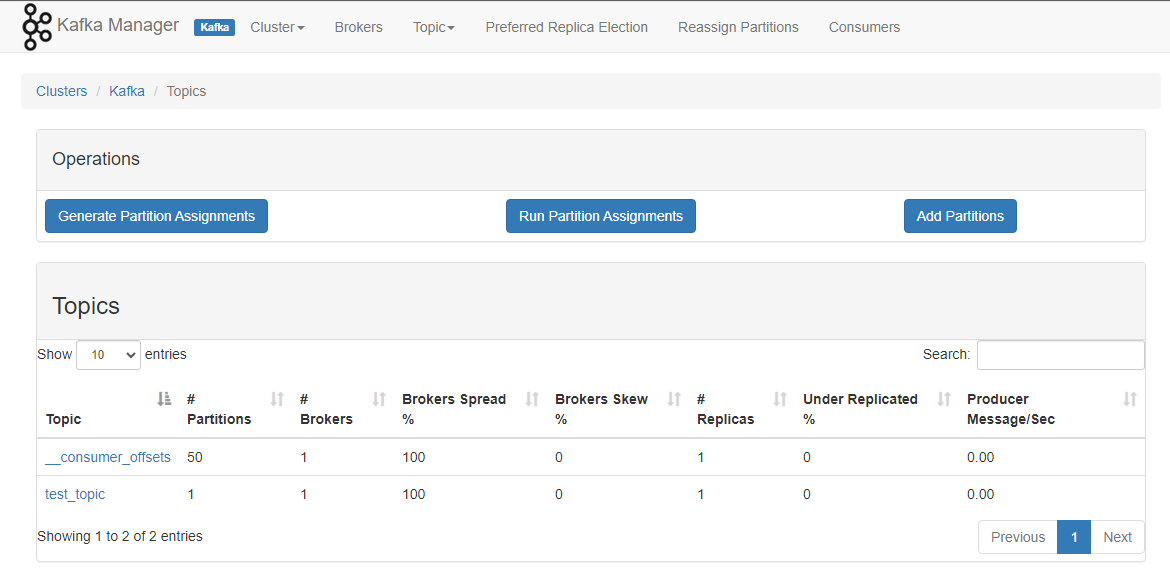 Kafka Manager Kafka Cluster Brokers Topic Preferred Replica Election Reassign Partitions Consumers
Clusters / Kafka / Topics
Operations
Generate Partition Assignments Run Partition Assignments Add Partitions
Topics
Show 10 entries Search:
Topic # Partitions # Brokers Brokers Spread % Brokers Skew % # Replicas Under Replicated % Producer Message/Sec
__consumer_offsets 50 1 100 0 1 0 0.00
test_topic 1 1 100 0 1 0 0.00
Showing 1 to 2 of 2 entries Previous 1 Next